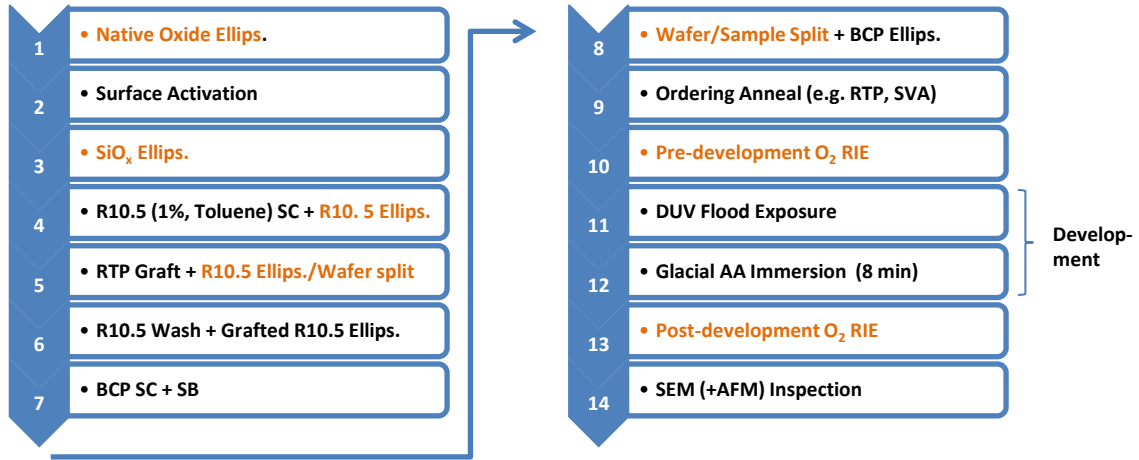 1
• Native Oxide Ellips.
2
• Surface Activation
3
• SiOx Ellips.
4
• R10.5 (1%, Toluene) SC + R10. 5 Ellips.
5
• RTP Graft + R10.5 Ellips./Wafer split
6
• R10.5 Wash + Grafted R10.5 Ellips.
7
• BCP SC + SB
8
• Wafer/Sample Split + BCP Ellips.
9
• Ordering Anneal (e.g. RTP, SVA)
10
• Pre-development O2 RIE
11
• DUV Flood Exposure
12
• Glacial AA Immersion (8 min)
Develop-
ment
13
• Post-development O2 RIE
14
• SEM (+AFM) Inspection